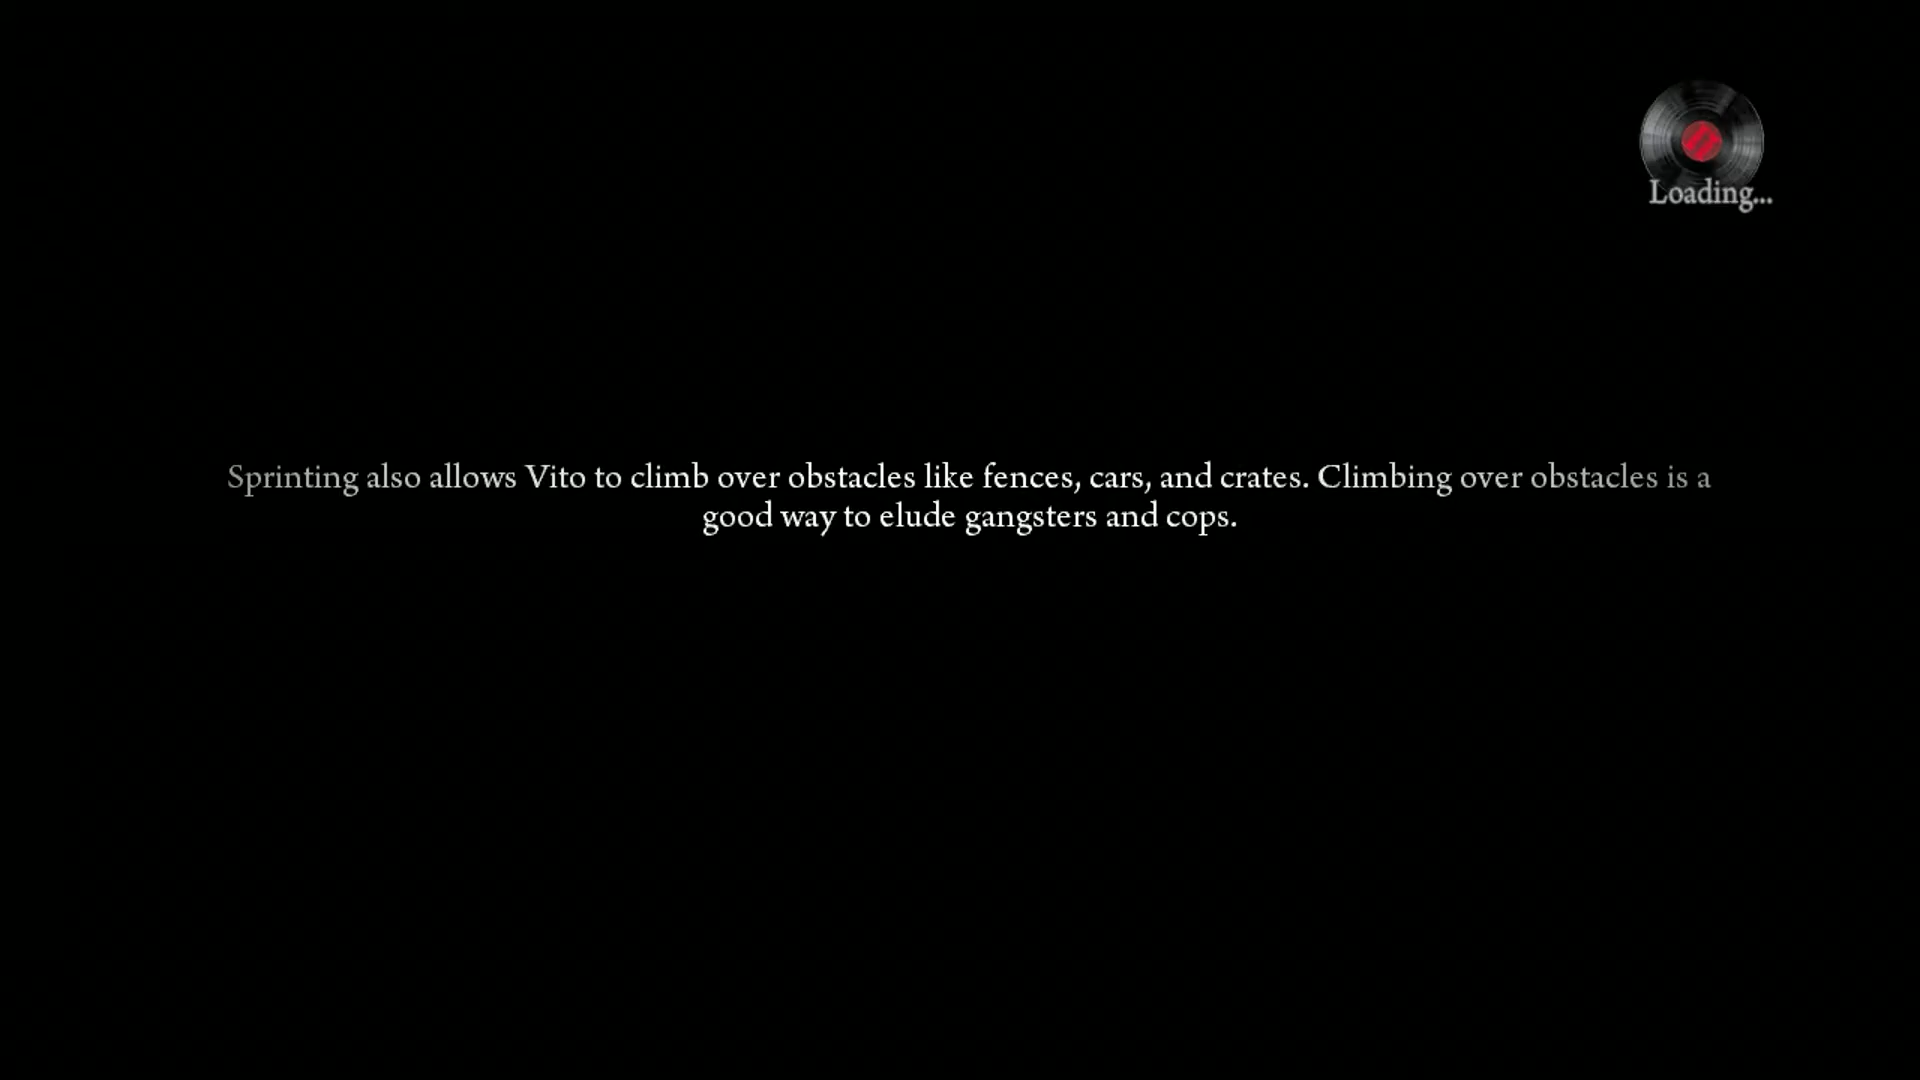 Loading...
Sprinting also allows Vito to climb over obstacles like fences, cars, and crates. Climbing over obstacles is a
good way to elude gangsters and cops.